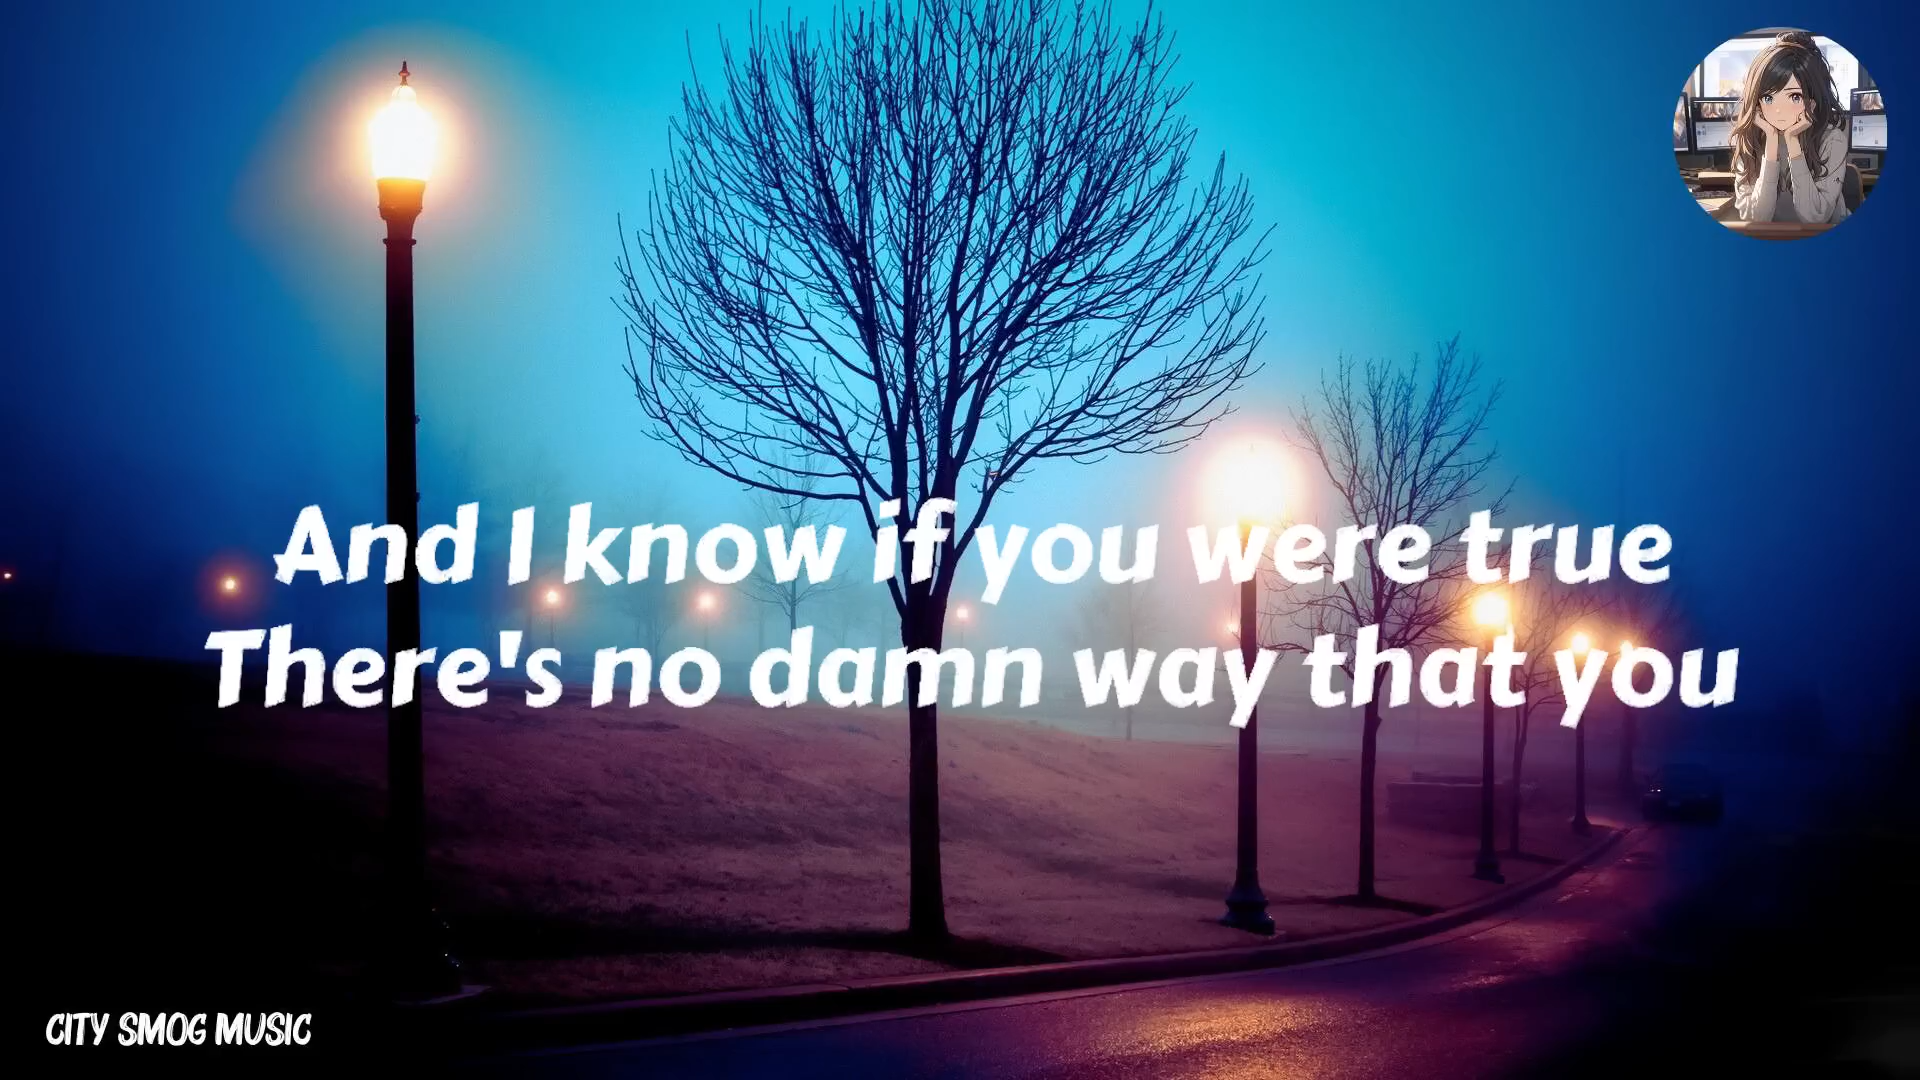 And I know if you were true
There's no damn way that you
CITY SMOG MUSIC